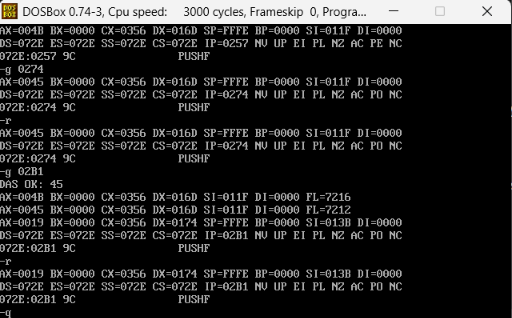 DOSBox 0.74-3, Cpu speed:    3000 cycles, Frameskip  0, Progra...
AX=004B BX=0000 CX=0356 DX=016D SP=FFFE BP=0000 SI=011F DI=0000
DS=072E ES=072E SS=072E CS=072E IP=0257 NV UP EI PL NZ AC PE NC
072E:0257 9C            PUSHF
-g 0274
AX=0045 BX=0000 CX=0356 DX=016D SP=FFFE BP=0000 SI=011F DI=0000
DS=072E ES=072E SS=072E CS=072E IP=0274 NV UP EI PL NZ AC PO NC
072E:0274 9C            PUSHF
-r
AX=0045 BX=0000 CX=0356 DX=016D SP=FFFE BP=0000 SI=011F DI=0000
DS=072E ES=072E SS=072E CS=072E IP=0274 NV UP EI PL NZ AC PO NC
072E:0274 9C            PUSHF
-g 02B1
DAS OK: 45
AX=004B BX=0000 CX=0356 DX=016D SI=011F DI=0000 FL=7216
AX=0045 BX=0000 CX=0356 DX=016D SI=011F DI=0000 FL=7212
AX=0019 BX=0000 CX=0356 DX=0174 SP=FFFE BP=0000 SI=013B DI=0000
DS=072E ES=072E SS=072E CS=072E IP=02B1 NV UP EI PL NZ AC PO NC
072E:02B1 9C            PUSHF
-r
AX=0019 BX=0000 CX=0356 DX=0174 SP=FFFE BP=0000 SI=013B DI=0000
DS=072E ES=072E SS=072E CS=072E IP=02B1 NV UP EI PL NZ AC PO NC
072E:02B1 9C            PUSHF
-q